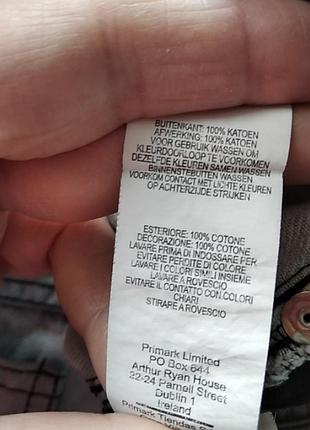 BUITENKANT: 100% KATOEN
AFWERKING: 100% KATOEN
VOOR GEBRUIK WASSEN OM
KLEURDOORLOOP TE VOORKOMEN
DEZELFDE KLEUREN SAMEN WASSEN
BINNENSTEBUITEN WASSEN
VOORKOM CONTACT MET LICHTE KLEUREN
OP ACHTERZIJDE STRIJKEN
ESTERIORE: 100% COTONE
DECORAZIONE: 100% COTONE
LAVARE PRIMA DI INDOSSARE PER
EVITARE PERDITE DI COLORE
LAVARE I COLORI SIMILI INSIEME
LAVARE A ROVESCIO
EVITARE IL CONTATTO CON COLORI
CHIARI
STIRARE A ROVESCIO
Primark Limited
PO Box 644
Arthur Ryan House
22-24 Parnell Street
Dublin 1
Ireland
Primark Tiendas